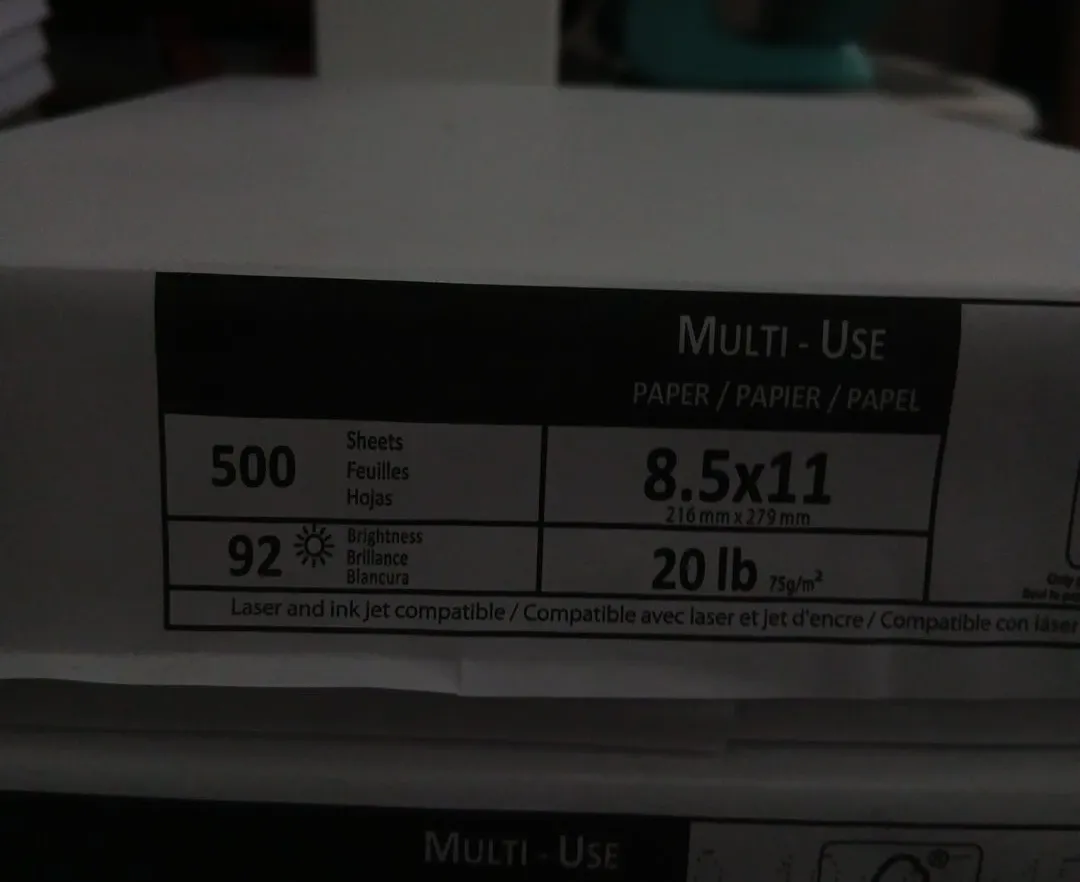 MULTI - USE
PAPER / PAPIER / PAPEL
500
Sheets
Feuilles
Hojas
8.5x11
216 mm x 279 mm
92
Brightness
Brillance
Blancura
20 lb 75g/m²
Laser and ink jet compatible / Compatible avec laser et jet d'encre / Compatible con láser
Only
MULTI - USE
®